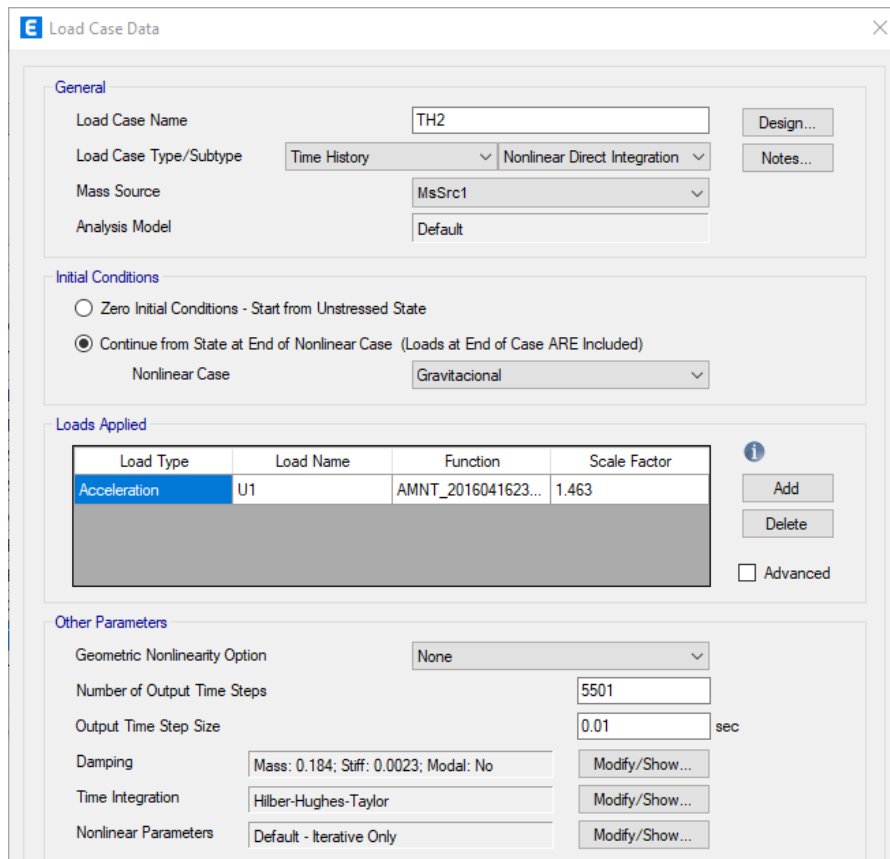 E Load Case Data
General
Load Case Name TH2 Design...
Load Case Type/Subtype Time History Nonlinear Direct Integration Notes...
Mass Source MsSrc1
Analysis Model Default
Initial Conditions
Zero Initial Conditions - Start from Unstressed State
Continue from State at End of Nonlinear Case (Loads at End of Case ARE Included)
Nonlinear Case Gravitacional
Loads Applied
Load Type Load Name Function Scale Factor
Acceleration U1 AMNT_2016041623... 1.463 Add
Delete
Advanced
Other Parameters
Geometric Nonlinearity Option None
Number of Output Time Steps 5501
Output Time Step Size 0.01 sec
Damping Mass: 0.184; Stiff: 0.0023; Modal: No Modify/Show...
Time Integration Hilber-Hughes-Taylor Modify/Show...
Nonlinear Parameters Default - Iterative Only Modify/Show...